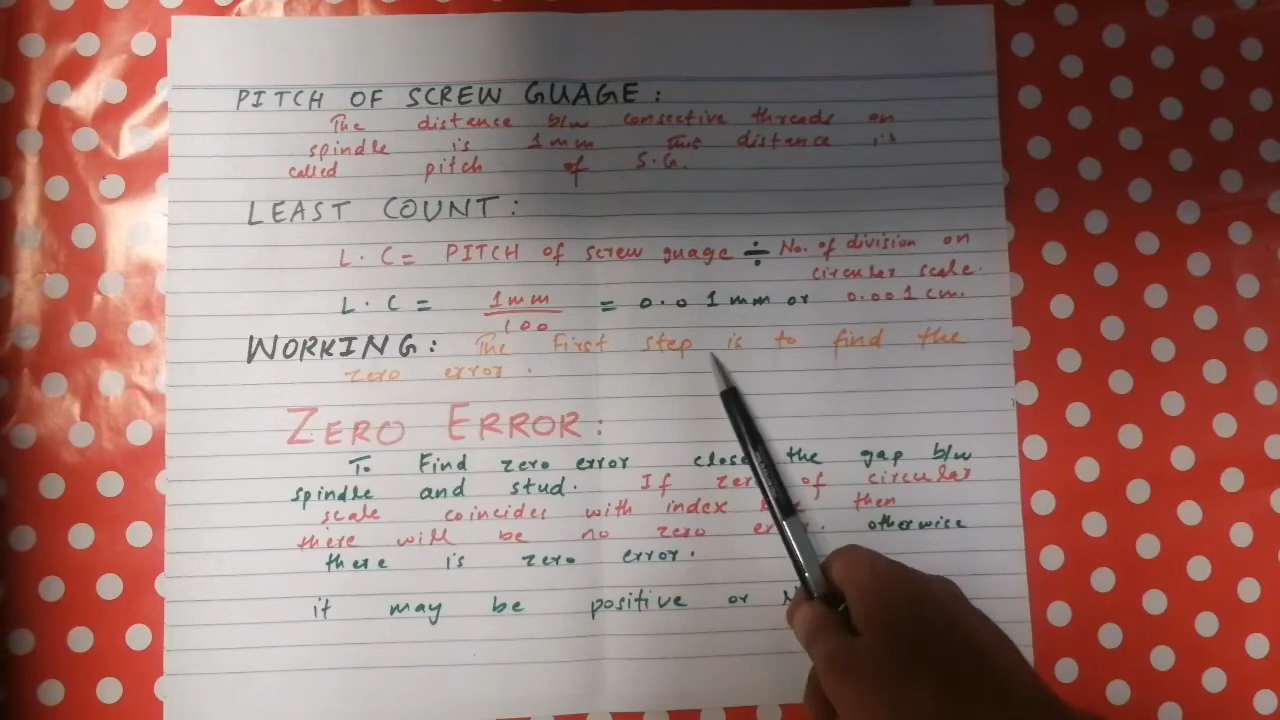 PITCH OF SCREW GUAGE:
The distance b/w consective threads on
spindle is 1mm This distance is
called pitch of S.G.
LEAST COUNT:
L.C= PITCH of screw guage ÷ No. of division on
circular scale.
L.C = 1mm/100 = 0.01mm or 0.001cm.
WORKING: The First step is to find the
zero error.
ZERO ERROR:
To Find zero error close the gap b/w
spindle and stud. If zero of circular
scale coincides with index then
there will be no zero error. otherwise
there is zero error.
it may be positive or